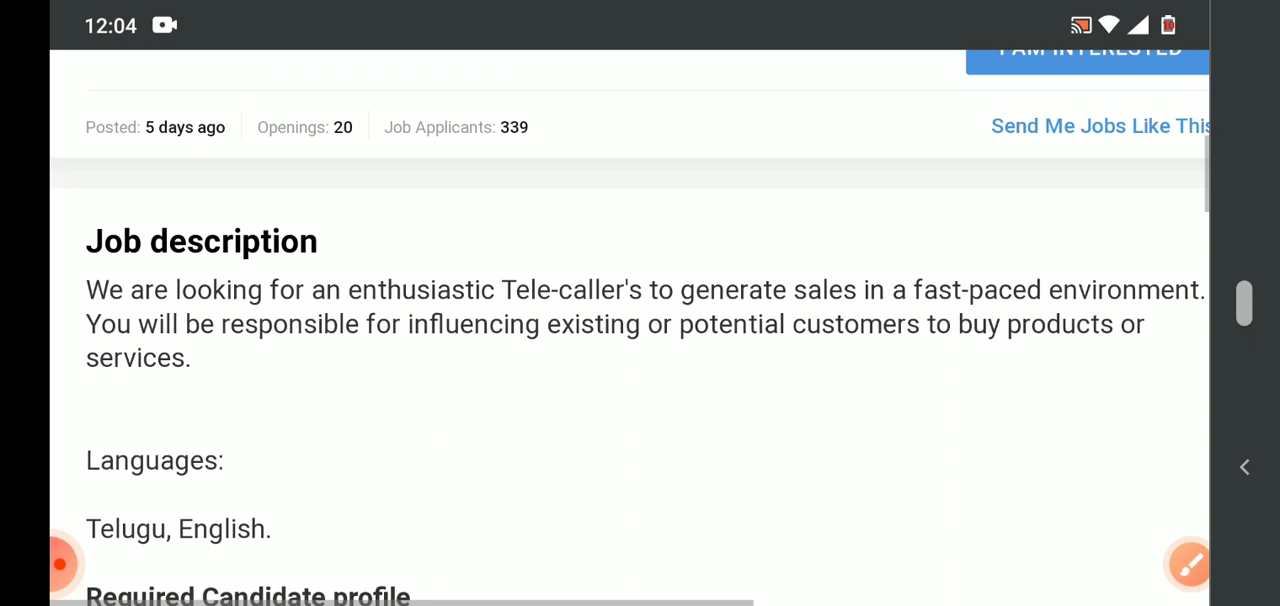 12:04
I AM INTERESTED
Posted: 5 days ago Openings: 20 Job Applicants: 339
Send Me Jobs Like This
Job description
We are looking for an enthusiastic Tele-caller's to generate sales in a fast-paced environment.
You will be responsible for influencing existing or potential customers to buy products or
services.
Languages:
Telugu, English.
Required Candidate profile